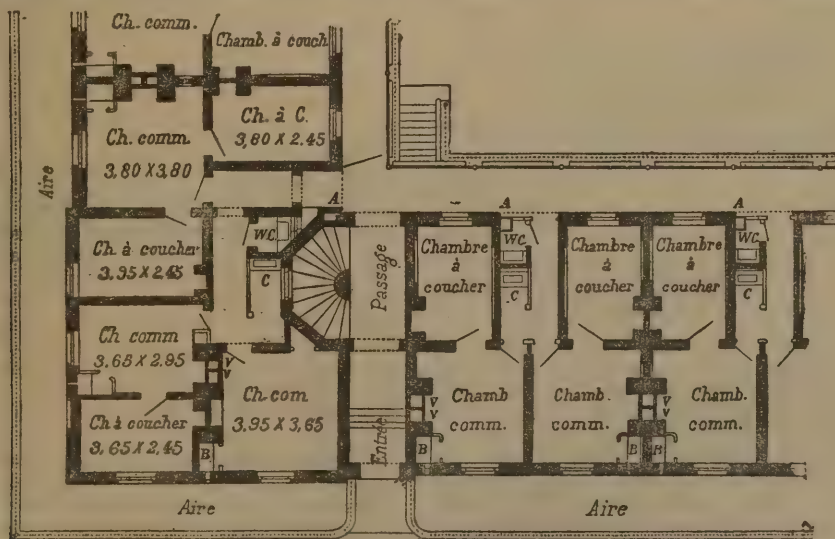 Ch. comm.
Chamb. à couch
Ch. à C.
3,80 X 2.45
Ch. comm.
3,80 X 3,80
Aire
A
WC.
Ch. à coucher
3,95 X 2,45
C
Passage
Ch comm
3,65 X 2,95
V
V
Ch. com
3,95 X 3,65
Ch à coucher
3,65 X 2,45
B
Entrée
Aire
A
WC.
Chambre
à
coucher
C
Chambre
à
coucher
Chambre
à
coucher
A
WC.
C
Chamb
comm.
V
V
B
Chamb.
comm.
V
V
B
B
Chamb.
comm.
Aire